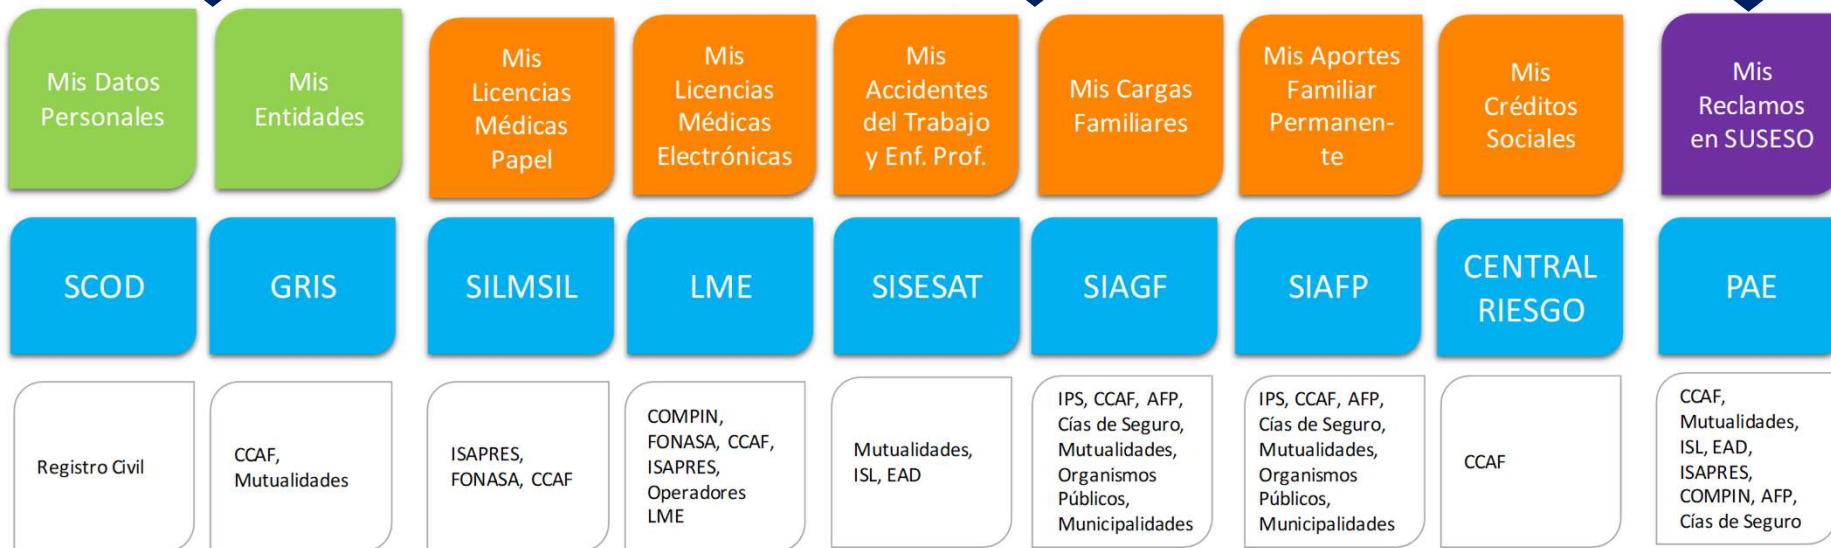 Mis Datos
Personales
Mis
Entidades
Mis
Licencias
Médicas
Papel
Mis
Licencias
Médicas
Electrónicas
Mis
Accidentes
del Trabajo
y Enf. Prof.
Mis Cargas
Familiares
Mis Aportes
Familiar
Permanen-
te
Mis
Créditos
Sociales
Mis
Reclamos
en SUSESO
SCOD
GRIS
SILMSIL
LME
SISESAT
SIAGF
SIAFP
CENTRAL
RIESGO
PAE
Registro Civil
CCAF,
Mutualidades
ISAPRES,
FONASA, CCAF
COMPIN,
FONASA, CCAF,
ISAPRES,
Operadores
LME
Mutualidades,
ISL, EAD
IPS, CCAF, AFP,
Cías de Seguro,
Mutualidades,
Organismos
Públicos,
Municipalidades
IPS, CCAF, AFP,
Cías de Seguro,
Mutualidades,
Organismos
Públicos,
Municipalidades
CCAF
CCAF,
Mutualidades,
ISL, EAD,
ISAPRES,
COMPIN, AFP,
Cías de Seguro